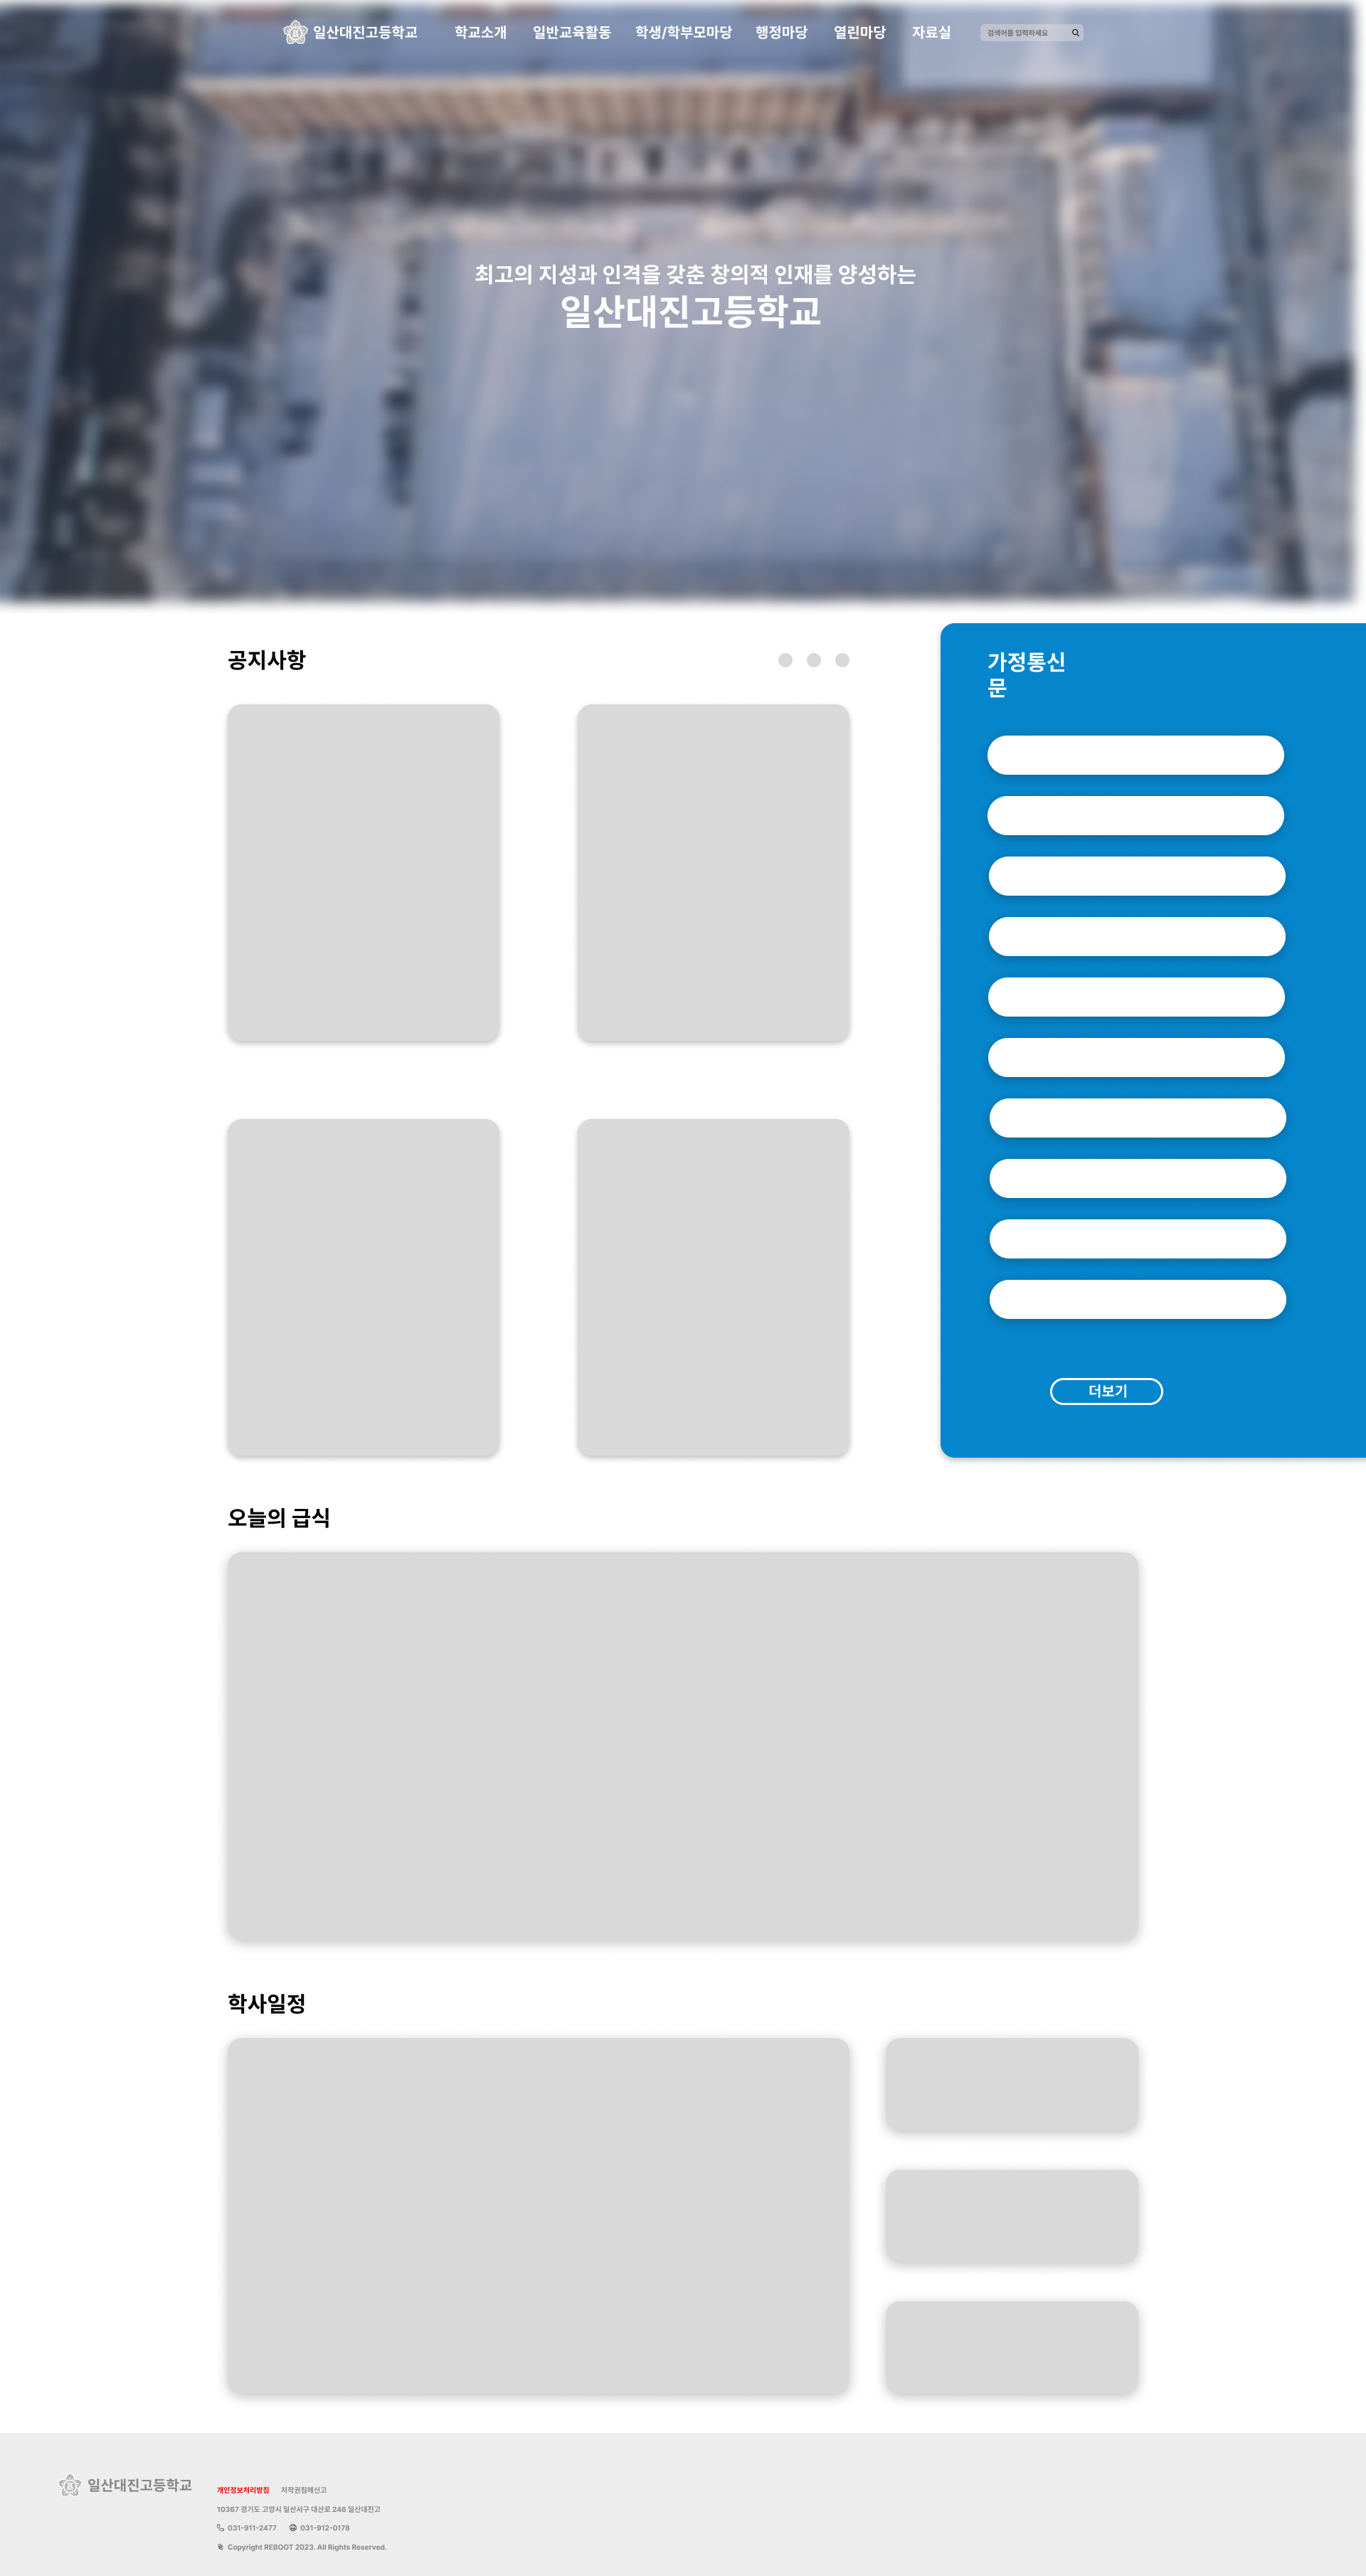 일산대진고등학교 학교소개 일반교육활동 학생/학부모마당 행정마당 열린마당 자료실 검색어를 입력하세요
최고의 지성과 인격을 갖춘 창의적 인재를 양성하는
일산대진고등학교
공지사항
가정통신
문
더보기
오늘의 급식
학사일정
일산대진고등학교
개인정보처리방침 저작권침해신고
10367 경기도 고양시 일산서구 대산로 246 일산대진고
031-911-2477 031-912-0178
Copyright REBOOT 2023. All Rights Reserved.